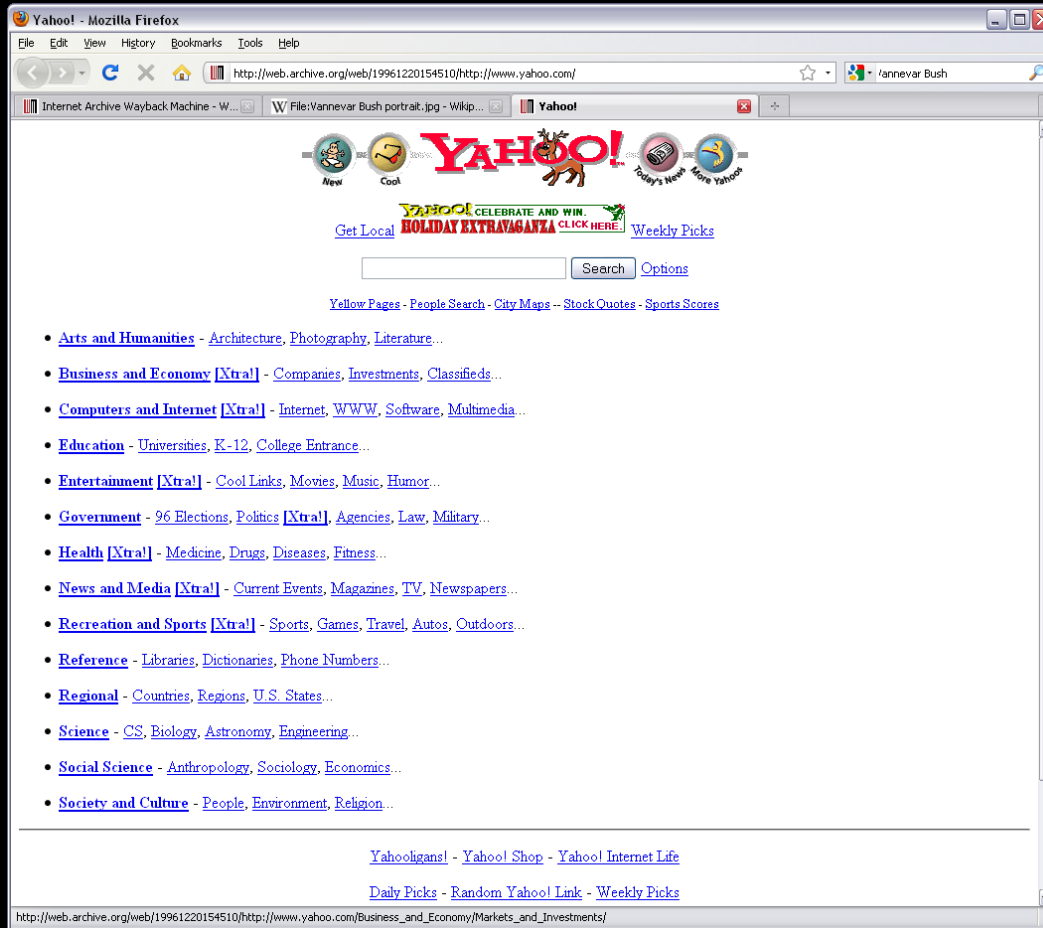 Yahoo! - Mozilla Firefox
File Edit View History Bookmarks Tools Help
http://web.archive.org/web/19961220154510/http://www.yahoo.com/ /annevar Bush
Internet Archive Wayback Machine - W... File:Vannevar Bush portrait.jpg - Wikip... Yahoo!
New Cool YAHOO! Today's News More Yahoos
Get Local YAHOO! CELEBRATE AND WIN. HOLIDAY EXTRAVAGANZA CLICK HERE. Weekly Picks
Search Options
Yellow Pages - People Search - City Maps -- Stock Quotes - Sports Scores
• Arts and Humanities - Architecture, Photography, Literature...
• Business and Economy [Xtra!] - Companies, Investments, Classifieds...
• Computers and Internet [Xtra!] - Internet, WWW, Software, Multimedia...
• Education - Universities, K-12, College Entrance...
• Entertainment [Xtra!] - Cool Links, Movies, Music, Humor...
• Government - 96 Elections, Politics [Xtra!], Agencies, Law, Military...
• Health [Xtra!] - Medicine, Drugs, Diseases, Fitness...
• News and Media [Xtra!] - Current Events, Magazines, TV, Newspapers...
• Recreation and Sports [Xtra!] - Sports, Games, Travel, Autos, Outdoors...
• Reference - Libraries, Dictionaries, Phone Numbers...
• Regional - Countries, Regions, U.S. States...
• Science - CS, Biology, Astronomy, Engineering...
• Social Science - Anthropology, Sociology, Economics...
• Society and Culture - People, Environment, Religion...
Yahooligans! - Yahoo! Shop - Yahoo! Internet Life
Daily Picks - Random Yahoo! Link - Weekly Picks
http://web.archive.org/web/19961220154510/http://www.yahoo.com/Business_and_Economy/Markets_and_Investments/